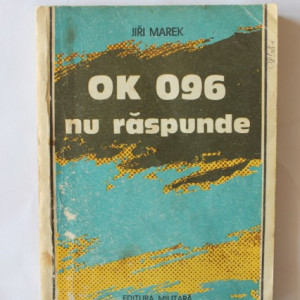 JIŘÍ MAREK
OK 096
nu răspunde
EDITURA MILITARĂ